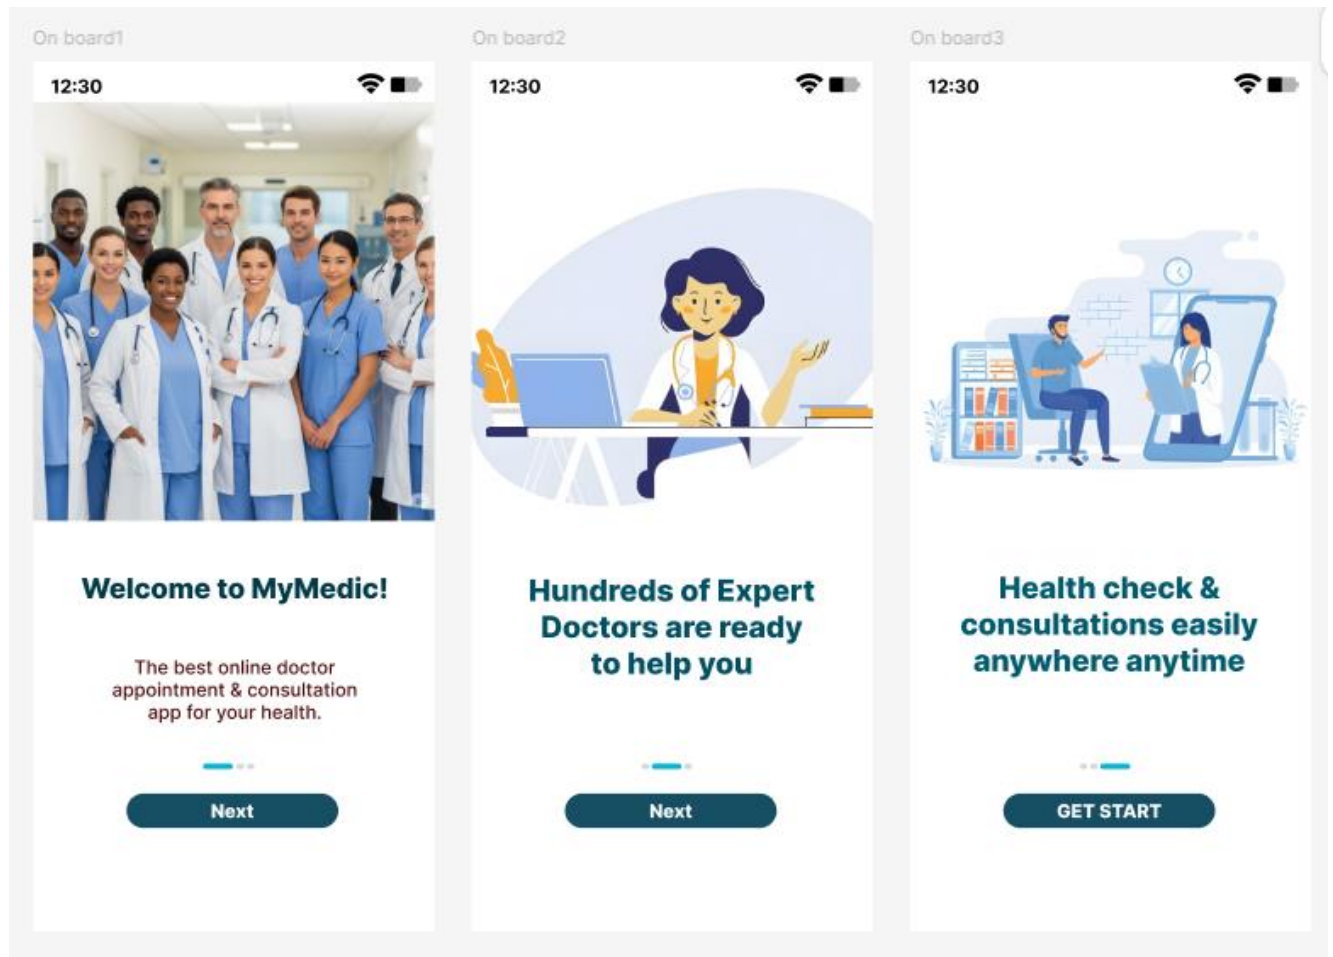 On board1
12:30
Welcome to MyMedic!
The best online doctor
appointment & consultation
app for your health.
Next
On board2
12:30
Hundreds of Expert
Doctors are ready
to help you
Next
On board3
12:30
Health check &
consultations easily
anywhere anytime
GET START